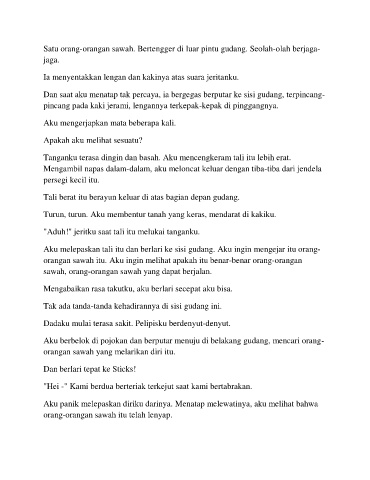 Satu orang-orangan sawah. Bertengger di luar pintu gudang. Seolah-olah berjaga-
jaga.
Ia menyentakkan lengan dan kakinya atas suara jeritanku.
Dan saat aku menatap tak percaya, ia bergegas berputar ke sisi gudang, terpincang-
pincang pada kaki jerami, lengannya terkepak-kepak di pinggangnya.
Aku mengerjapkan mata beberapa kali.
Apakah aku melihat sesuatu?
Tanganku terasa dingin dan basah. Aku mencengkeram tali itu lebih erat.
Mengambil napas dalam-dalam, aku meloncat keluar dengan tiba-tiba dari jendela
persegi kecil itu.
Tali berat itu berayun keluar di atas bagian depan gudang.
Turun, turun. Aku membentur tanah yang keras, mendarat di kakiku.
"Aduh!" jeritku saat tali itu melukai tanganku.
Aku melepaskan tali itu dan berlari ke sisi gudang. Aku ingin mengejar itu orang-
orangan sawah itu. Aku ingin melihat apakah itu benar-benar orang-orangan
sawah, orang-orangan sawah yang dapat berjalan.
Mengabaikan rasa takutku, aku berlari secepat aku bisa.
Tak ada tanda-tanda kehadirannya di sisi gudang ini.
Dadaku mulai terasa sakit. Pelipisku berdenyut-denyut.
Aku berbelok di pojokan dan berputar menuju di belakang gudang, mencari orang-
orangan sawah yang melarikan diri itu.
Dan berlari tepat ke Sticks!
"Hei -" Kami berdua berteriak terkejut saat kami bertabrakan.
Aku panik melepaskan diriku darinya. Menatap melewatinya, aku melihat bahwa
orang-orangan sawah itu telah lenyap.